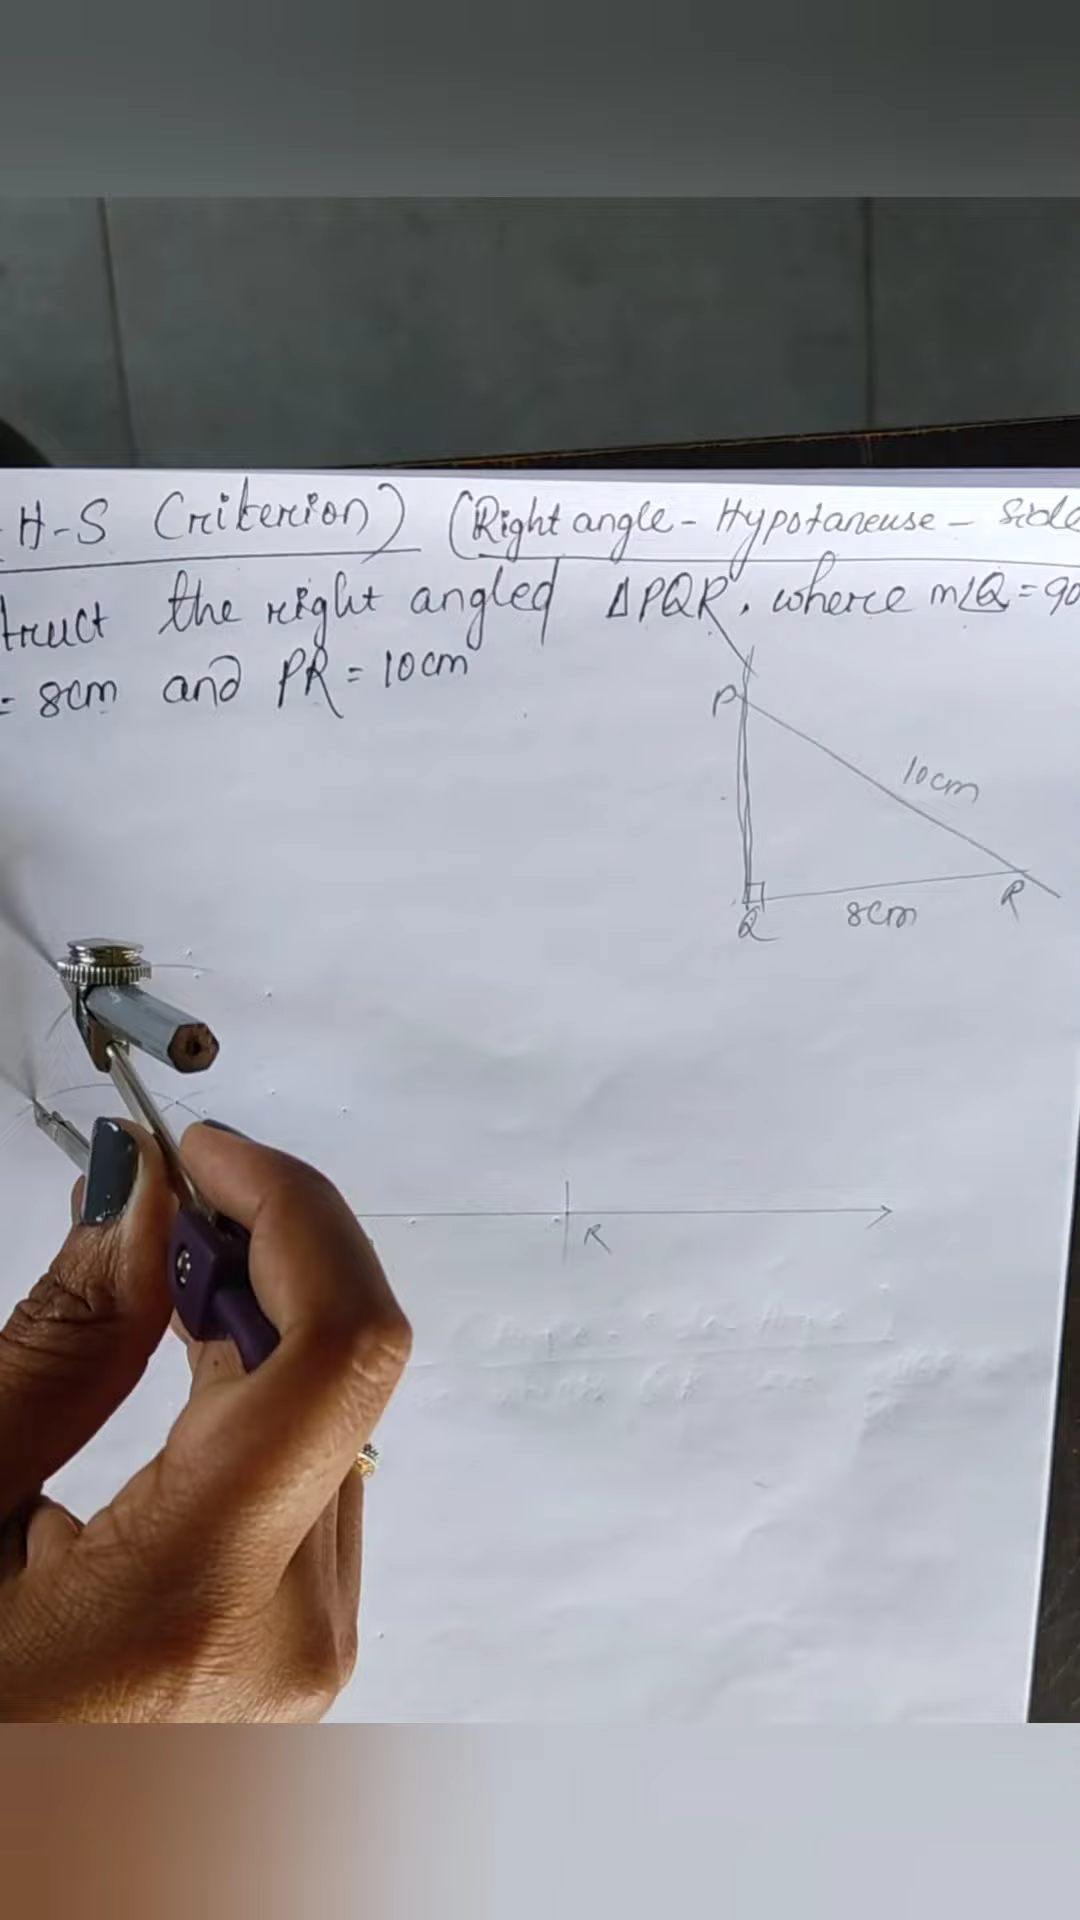 -H-S Criterion) (Right angle - Hypotaneuse - Side
truct the right angled ΔPQR, where m∠Q = 90
= 8cm and PR = 10cm
P
10cm
R
8cm
Q
R